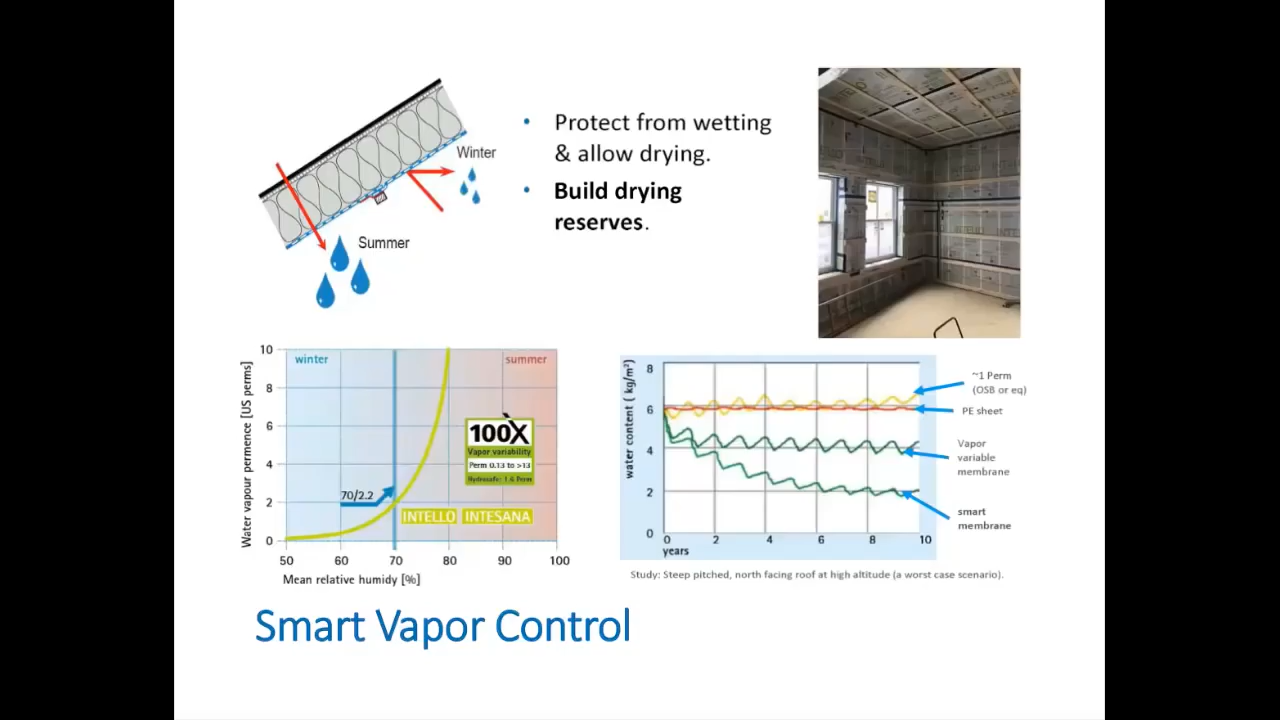 Winter
Summer
• Protect from wetting
& allow drying.
• Build drying
reserves.
Water vapour permence [US perms]
10
8
6
4
2
0
winter
summer
100X
Vapor variability
Perm 0.13 to >13
Hydrosafe: 1.6 Perm
70/2.2
INTELLO INTESANA
50 60 70 80 90 100
Mean relative humidy [%]
water content ( kg/m²)
8
6
4
2
0
0 2 4 6 8 10
years
~1 Perm
(OSB or eq)
PE sheet
Vapor
variable
membrane
smart
membrane
Study: Steep pitched, north facing roof at high altitude (a worst case scenario).
Smart Vapor Control